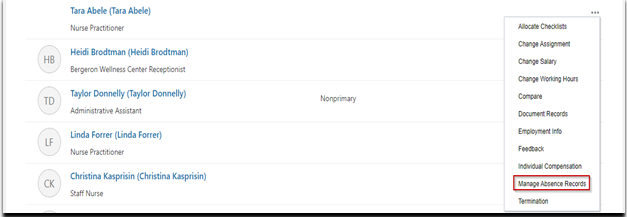 Tara Abele (Tara Abele)
Nurse Practitioner
HB
Heidi Brodtman (Heidi Brodtman)
Bergeron Wellness Center Receptionist
TD
Taylor Donnelly (Taylor Donnelly)
Nonprimary
Administrative Assistant
LF
Linda Forrer (Linda Forrer)
Nurse Practitioner
CK
Christina Kasprisin (Christina Kasprisin)
Staff Nurse
Allocate Checklists
Change Assignment
Change Salary
Change Working Hours
Compare
Document Records
Employment Info
Feedback
Individual Compensation
Manage Absence Records
Termination